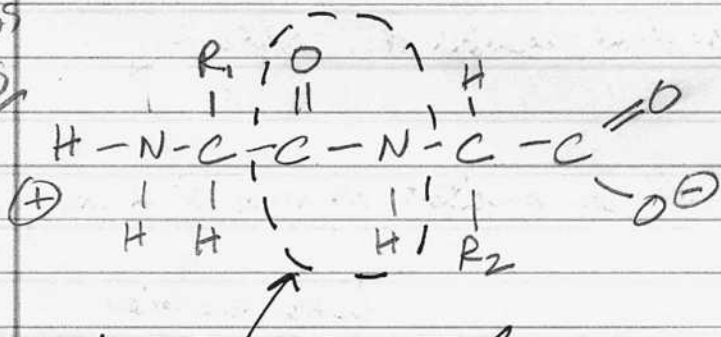 R₁ O H
H - N - C - C - N - C - C O
⊕ H H H R₂ O⊖